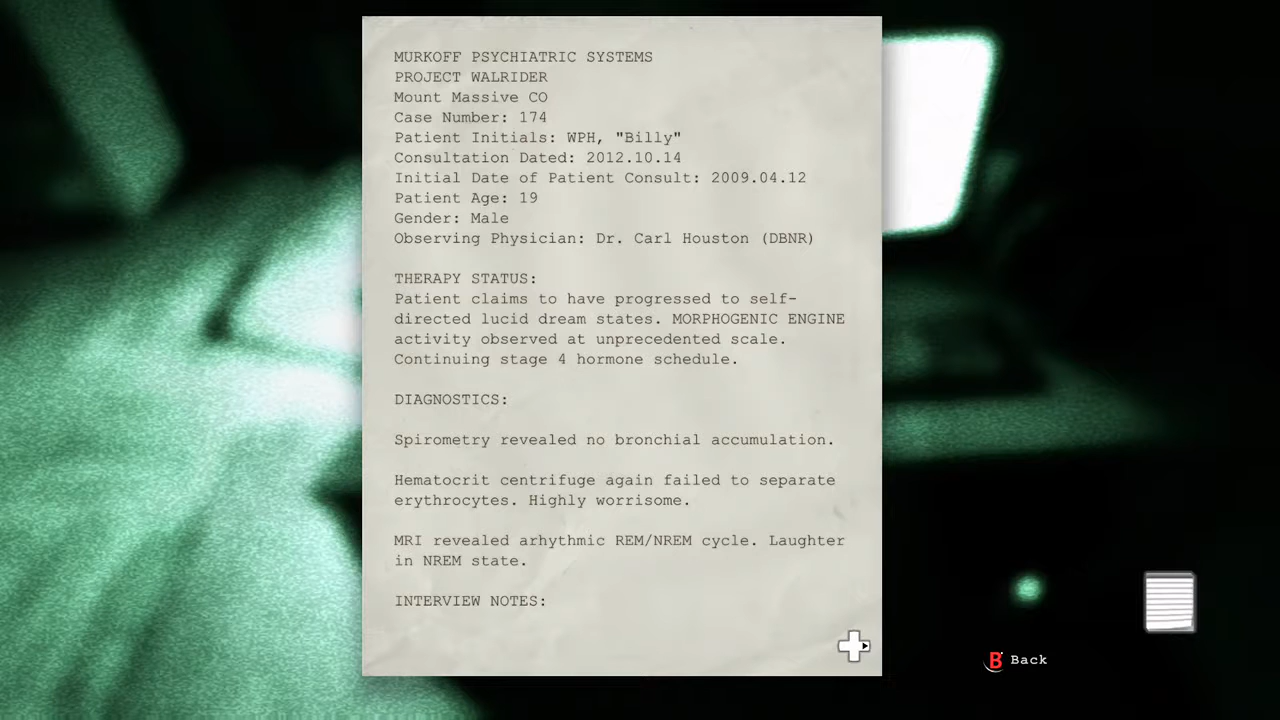 MURKOFF PSYCHIATRIC SYSTEMS
PROJECT WALRIDER
Mount Massive CO
Case Number: 174
Patient Initials: WPH, "Billy"
Consultation Dated: 2012.10.14
Initial Date of Patient Consult: 2009.04.12
Patient Age: 19
Gender: Male
Observing Physician: Dr. Carl Houston (DBNR)
THERAPY STATUS:
Patient claims to have progressed to self-
directed lucid dream states. MORPHOGENIC ENGINE
activity observed at unprecedented scale.
Continuing stage 4 hormone schedule.
DIAGNOSTICS:
Spirometry revealed no bronchial accumulation.
Hematocrit centrifuge again failed to separate
erythrocytes. Highly worrisome.
MRI revealed arhythmic REM/NREM cycle. Laughter
in NREM state.
INTERVIEW NOTES:
B Back